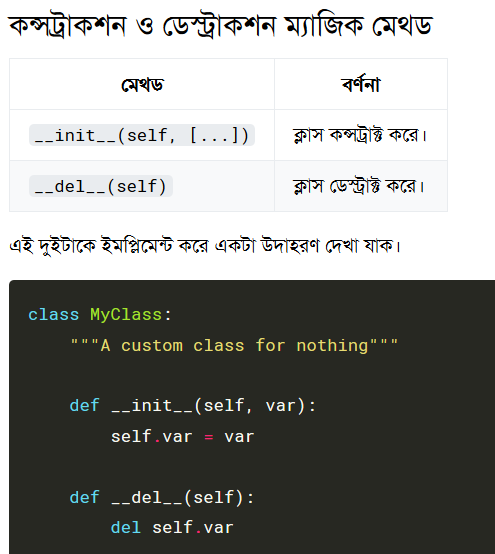 কন্সট্রাকশন ও ডেস্ট্রাকশন ম্যাজিক মেথড
মেথড বর্ণনা
__init__(self, [...]) ক্লাস কন্সট্রাক্ট করে।
__del__(self) ক্লাস ডেস্ট্রাক্ট করে।
এই দুইটাকে ইমপ্লিমেন্ট করে একটা উদাহরণ দেখা যাক।
class MyClass:
    """A custom class for nothing"""
    def __init__(self, var):
        self.var = var
    def __del__(self):
        del self.var